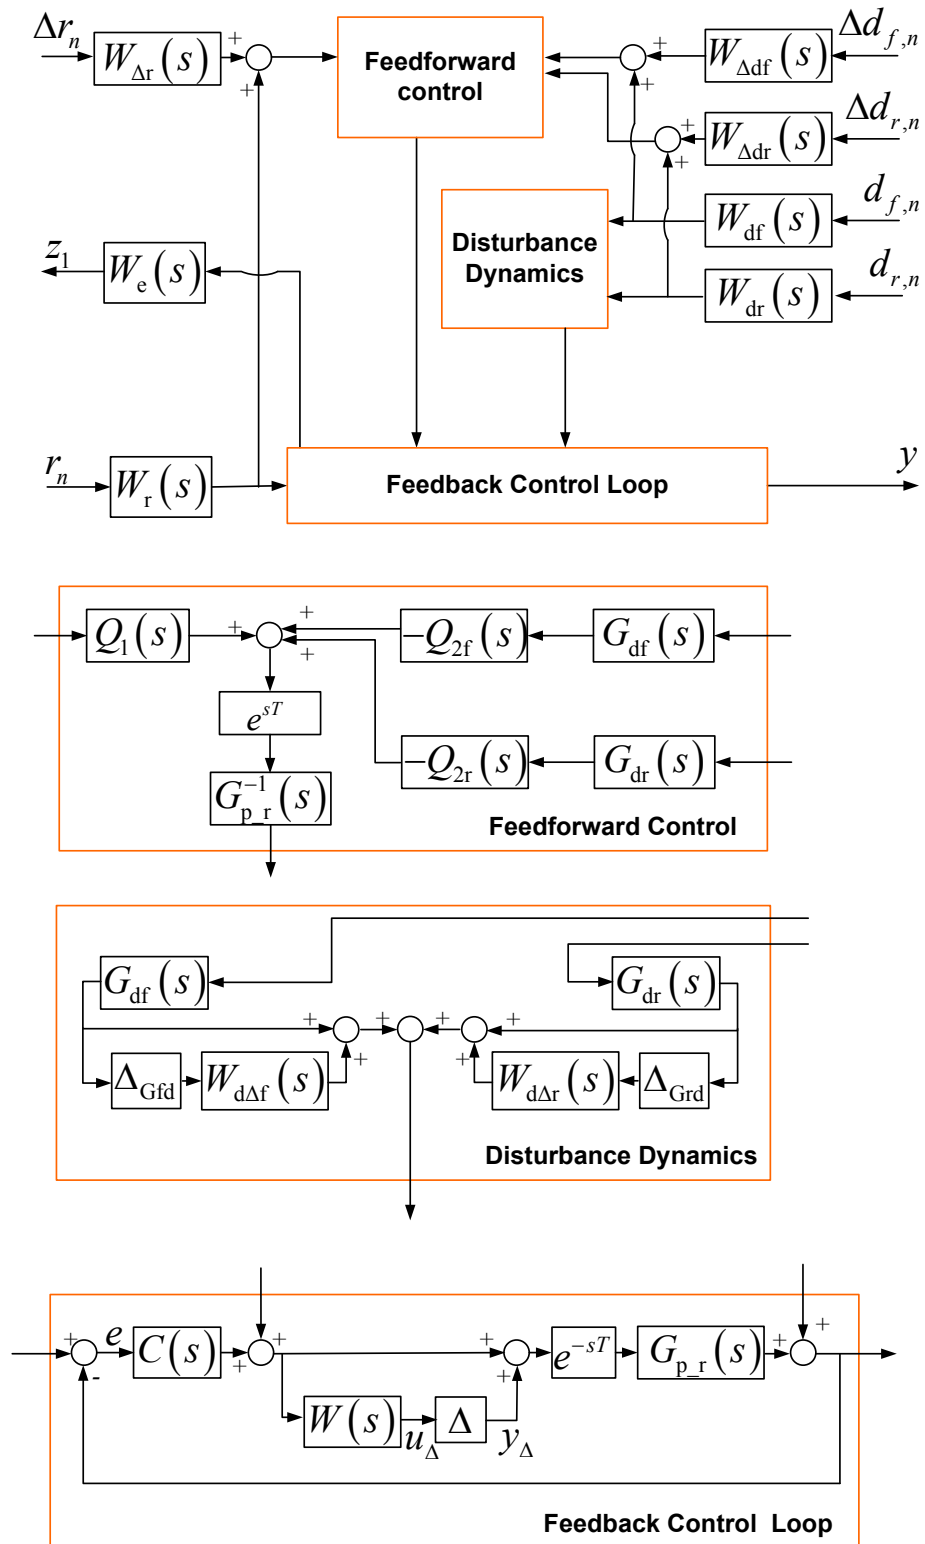 Δr_n W_Δr(s) + + Feedforward control + + W_Δdf(s) Δd_f,n
+ + W_Δdr(s) Δd_r,n
Disturbance Dynamics W_df(s) d_f,n
z_1 W_e(s) W_dr(s) d_r,n
r_n W_r(s) Feedback Control Loop y
Q_1(s) + + + -Q_2f(s) G_df(s)
e^sT
-Q_2r(s) G_dr(s)
G_p_r^-1(s)
Feedforward Control
G_df(s) G_dr(s)
+ + + + + +
Δ_Gfd W_dΔf(s) W_dΔr(s) Δ_Grd
Disturbance Dynamics
+ - e C(s) + + + + e^-sT G_p_r(s) + +
W(s) u_Δ Δ y_Δ
Feedback Control Loop